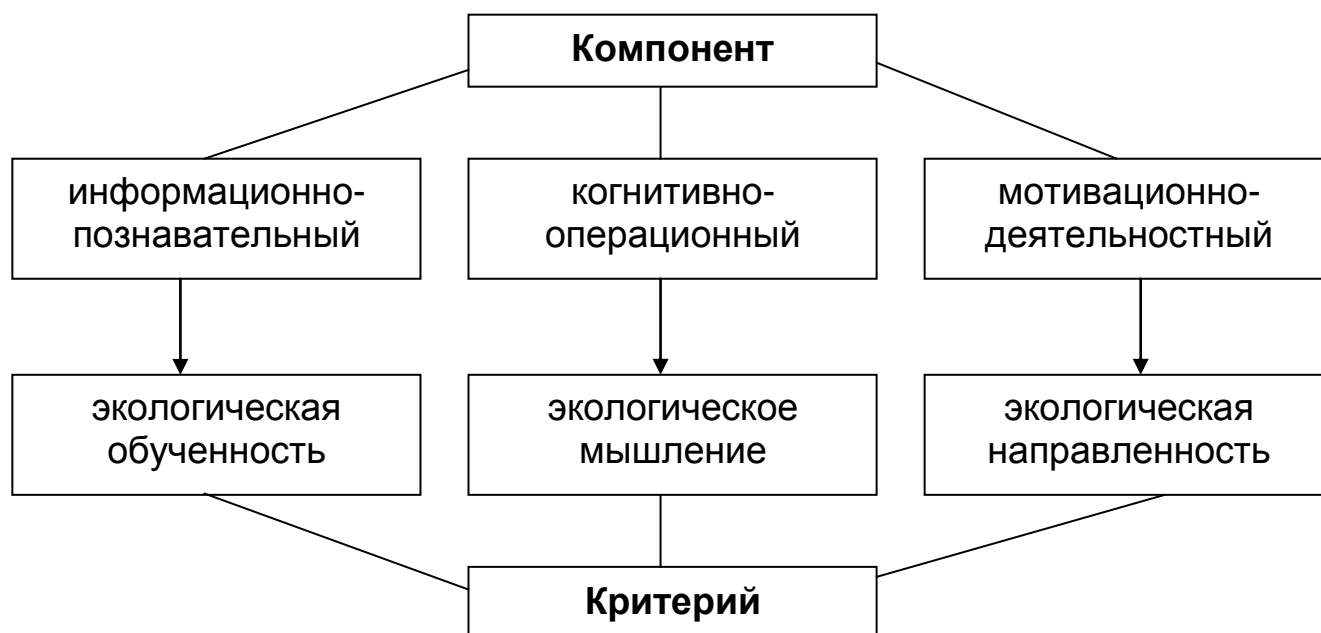 Компонент
информационно-
познавательный
когнитивно-
операционный
мотивационно-
деятельностный
экологическая
обученность
экологическое
мышление
экологическая
направленность
Критерий